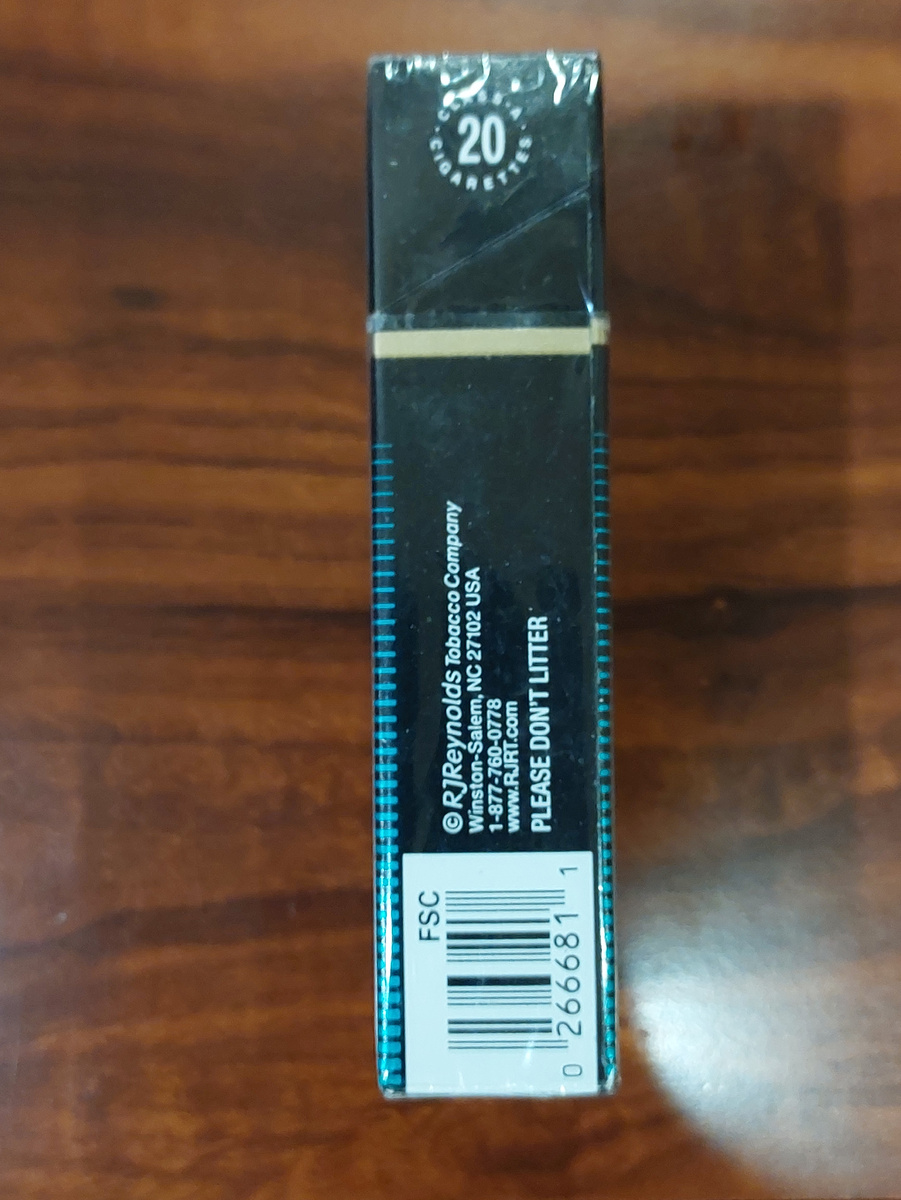 CLASS A
20
CIGARETTES
© RJReynolds Tobacco Company
Winston-Salem, NC 27102 USA
1-877-760-0778
www.RJRT.com
PLEASE DON'T LITTER
FSC
0 266681 1